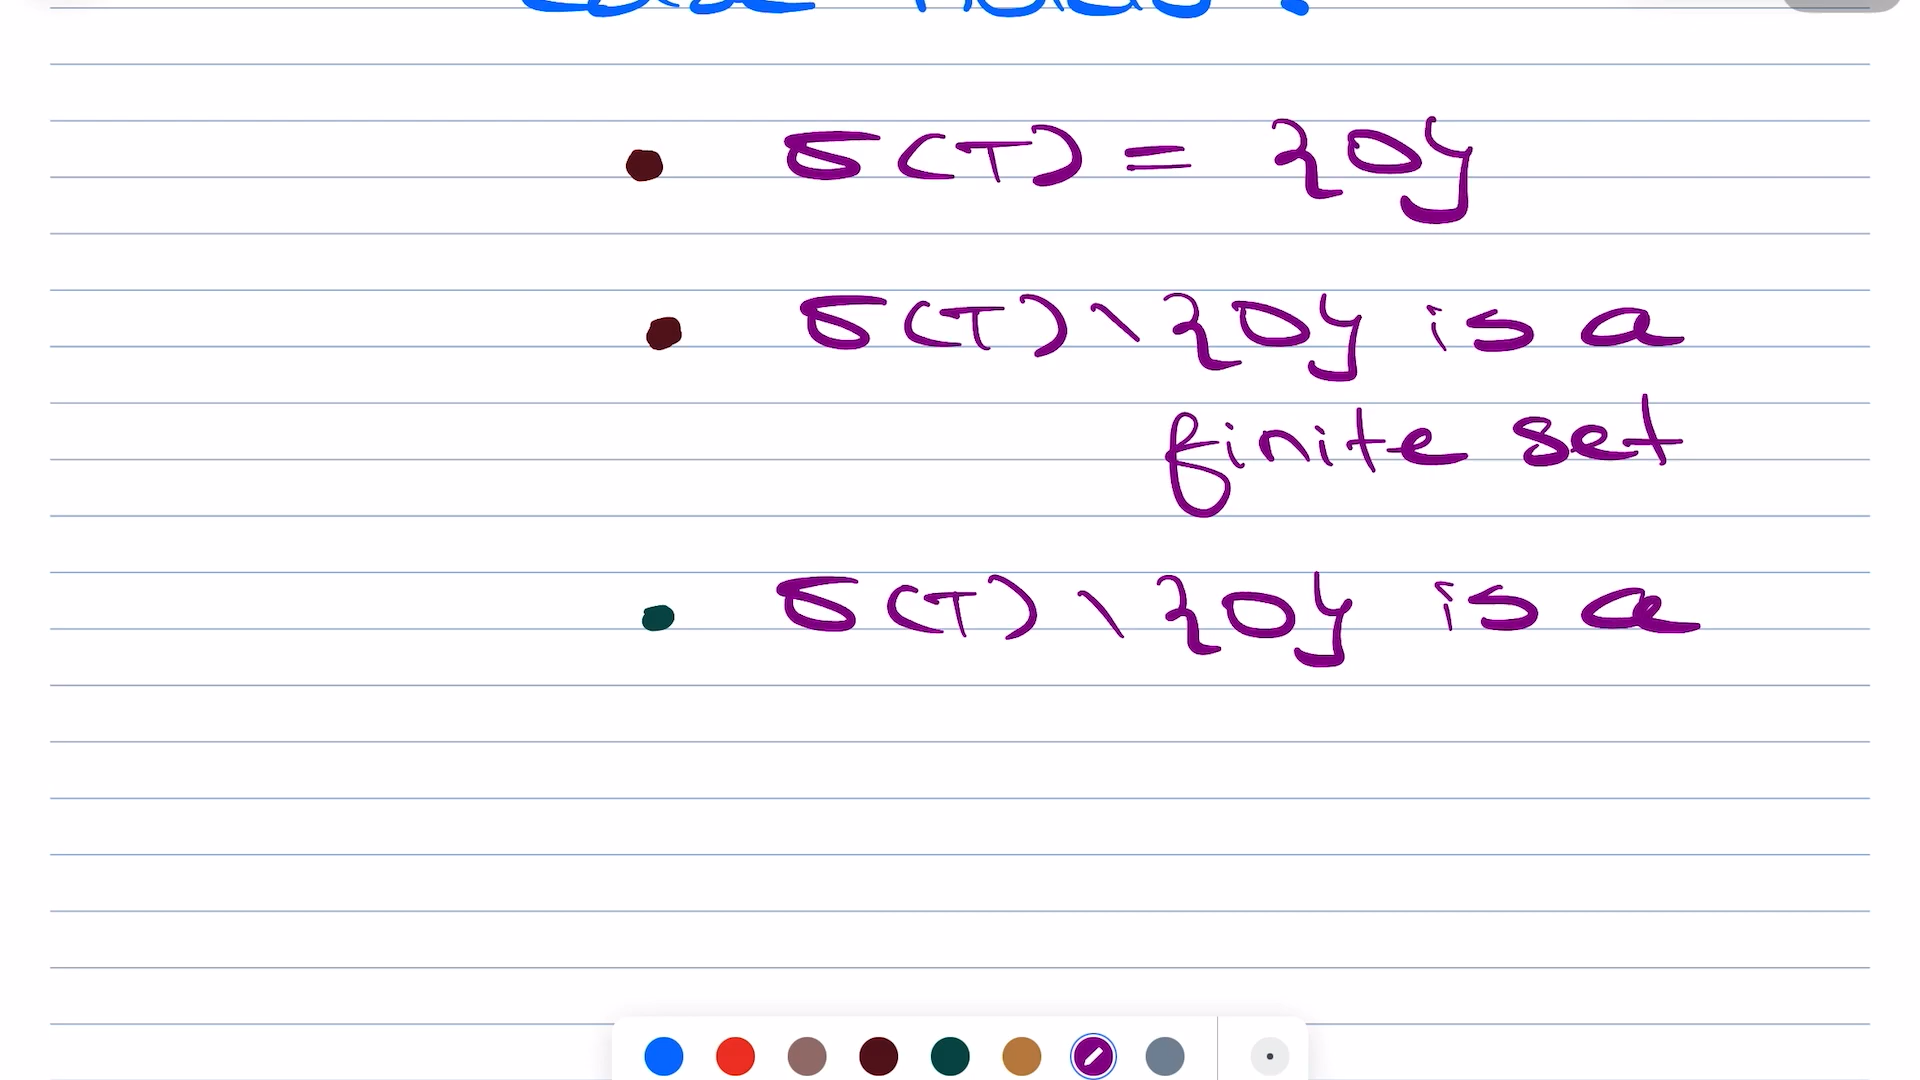 • σ(T) = {0}
• σ(T) \ {0} is a
finite set
• σ(T) \ {0} is a